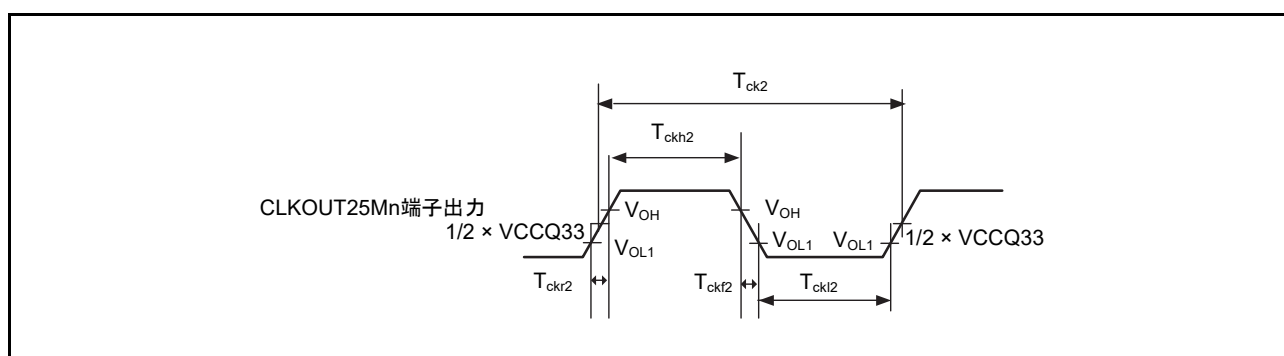 Tck2
Tckh2
CLKOUT25Mn端子出力
VOH
VOH
1/2 × VCCQ33
VOL1
VOL1
VOL1
1/2 × VCCQ33
Tckr2
Tckf2
Tckl2